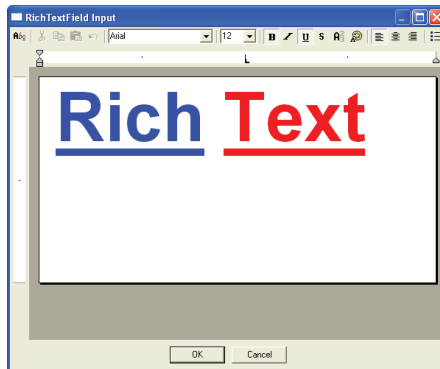 RichTextField Input
Arial 12 B I U S
L
Rich Text
OK Cancel